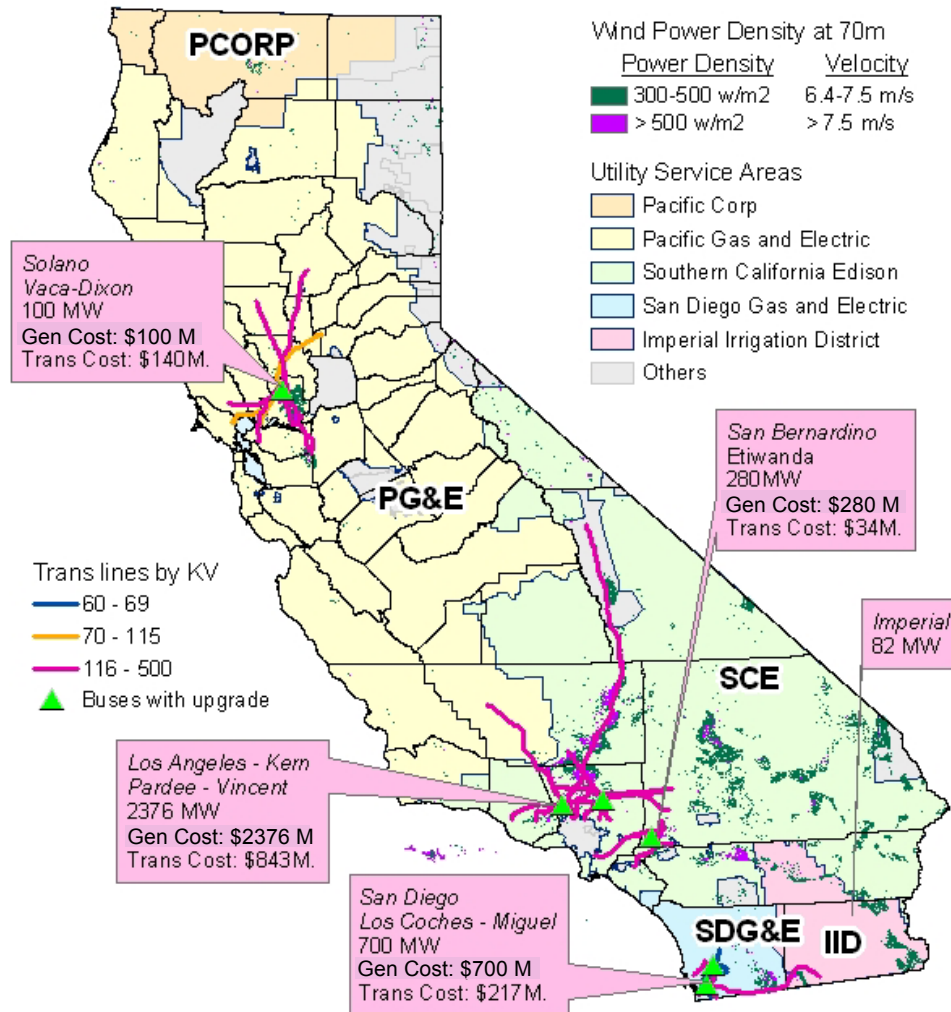 PCORP
Wind Power Density at 70m
Power Density Velocity
300-500 w/m2 6.4-7.5 m/s
> 500 w/m2 > 7.5 m/s
Utility Service Areas
Pacific Corp
Pacific Gas and Electric
Southern California Edison
San Diego Gas and Electric
Imperial Irrigation District
Others
Solano
Vaca-Dixon
100 MW
Gen Cost: $100 M
Trans Cost: $140M.
San Bernardino
Etiwanda
280MW
Gen Cost: $280 M
Trans Cost: $34M.
PG&E
Trans lines by KV
60 - 69
70 - 115
116 - 500
Buses with upgrade
Imperial
82 MW
SCE
Los Angeles - Kern
Pardee - Vincent
2376 MW
Gen Cost: $2376 M
Trans Cost: $843M.
San Diego
Los Coches - Miguel
700 MW
Gen Cost: $700 M
Trans Cost: $217M.
SDG&E
IID